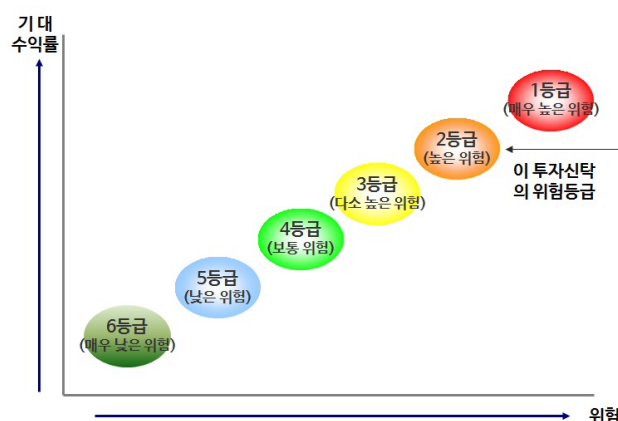 기 대
수익률
1등급
(매우 높은 위험)
2등급
(높은 위험)
이 투자신탁
의 위험등급
3등급
(다소 높은 위험)
4등급
(보통 위험)
5등급
(낮은 위험)
6등급
(매우 낮은 위험)
위험